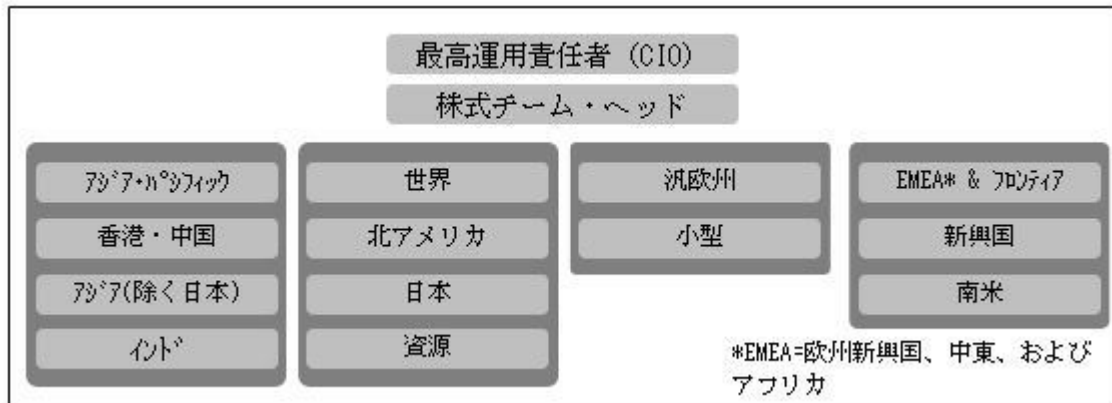 最高運用責任者 (CIO)
株式チーム・ヘッド
ｱｼﾞｱ・ﾊﾟｼﾌｨｯｸ
香港・中国
ｱｼﾞｱ(除く日本)
ｲﾝﾄﾞ
世界
北アメリカ
日本
資源
汎欧州
小型
EMEA* & ﾌﾛﾝﾃｨｱ
新興国
南米
*EMEA=欧州新興国、中東、および
アフリカ